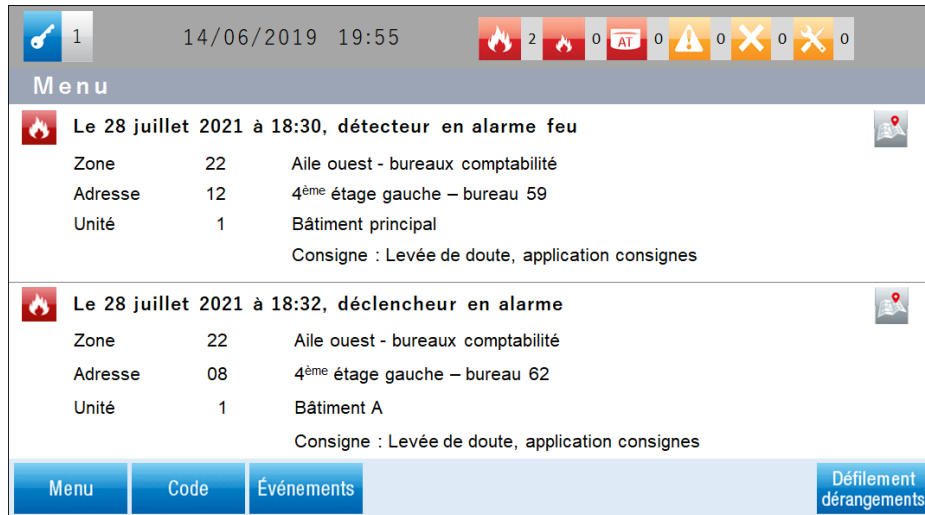 1 14/06/2019 19:55 2 0 AT 0 0 0 0
Menu
Le 28 juillet 2021 à 18:30, détecteur en alarme feu
Zone 22 Aile ouest - bureaux comptabilité
Adresse 12 4ème étage gauche – bureau 59
Unité 1 Bâtiment principal
Consigne : Levée de doute, application consignes
Le 28 juillet 2021 à 18:32, déclencheur en alarme
Zone 22 Aile ouest - bureaux comptabilité
Adresse 08 4ème étage gauche – bureau 62
Unité 1 Bâtiment A
Consigne : Levée de doute, application consignes
Menu Code Événements Défilement
dérangements